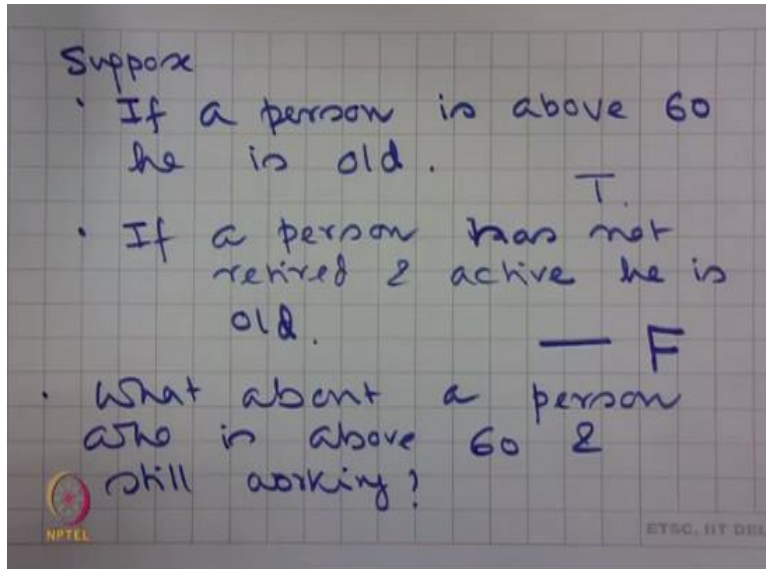 Suppose
· If a person is above 60
he is old.
T.
· If a person has not
retired & active he is
old.
— F
· What about a person
who is above 60 &
still working?
NPTEL
ETSC, IIT DEL